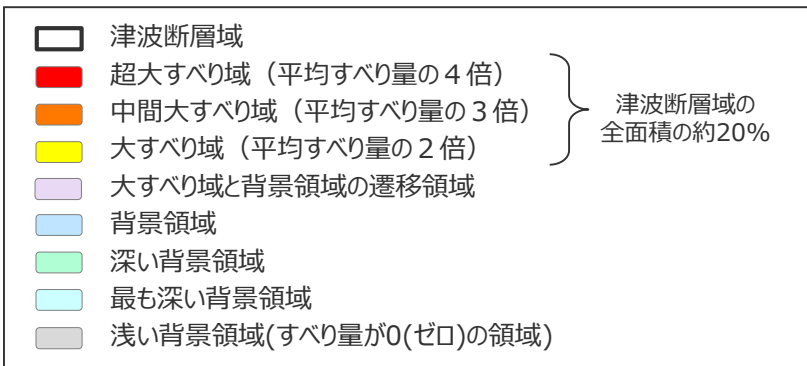 津波断層域
超大すべり域（平均すべり量の４倍）
中間大すべり域（平均すべり量の３倍）
大すべり域（平均すべり量の２倍）
津波断層域の
全面積の約20%
大すべり域と背景領域の遷移領域
背景領域
深い背景領域
最も深い背景領域
浅い背景領域(すべり量が0(ゼロ)の領域)